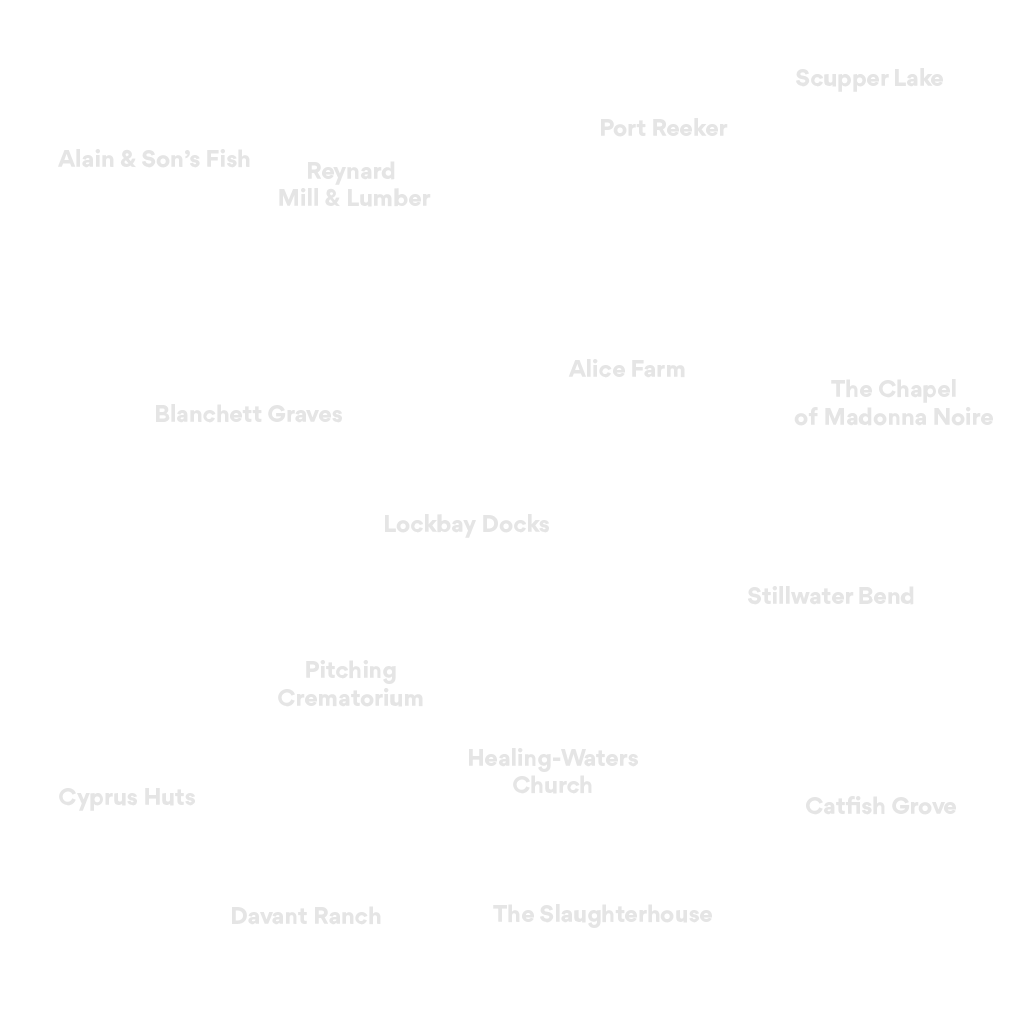 Scupper Lake
Port Reeker
Alain & Son’s Fish
Reynard
Mill & Lumber
Alice Farm
The Chapel
of Madonna Noire
Blanchett Graves
Lockbay Docks
Stillwater Bend
Pitching
Crematorium
Healing-Waters
Church
Cyprus Huts
Catfish Grove
Davant Ranch
The Slaughterhouse